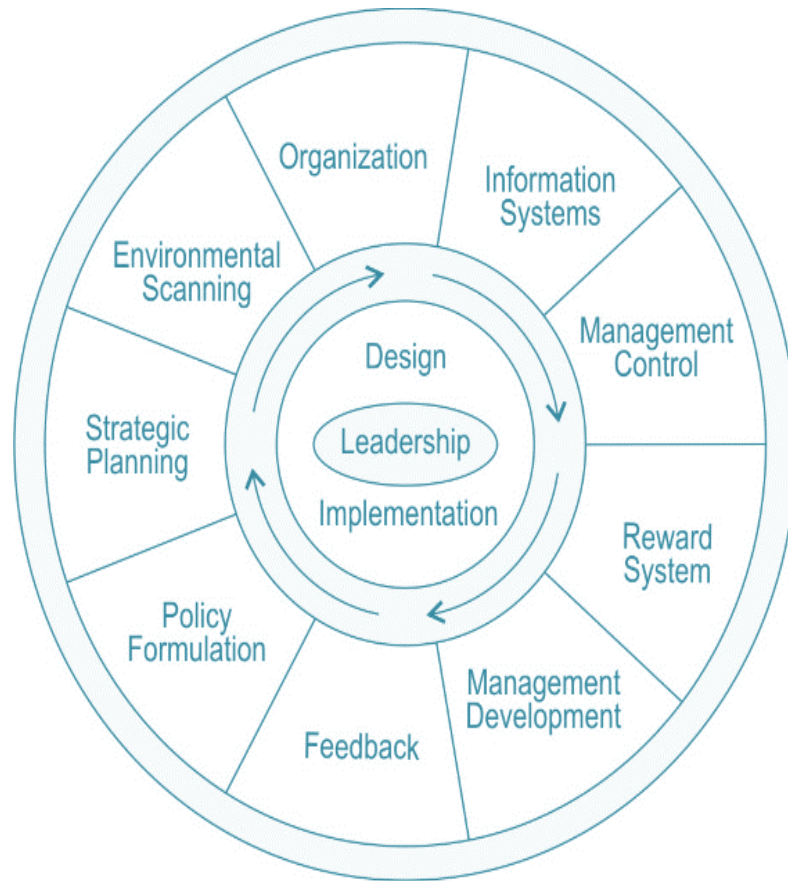 Organization
Information
Systems
Management
Control
Reward
System
Management
Development
Feedback
Policy
Formulation
Strategic
Planning
Environmental
Scanning
Design
Leadership
Implementation